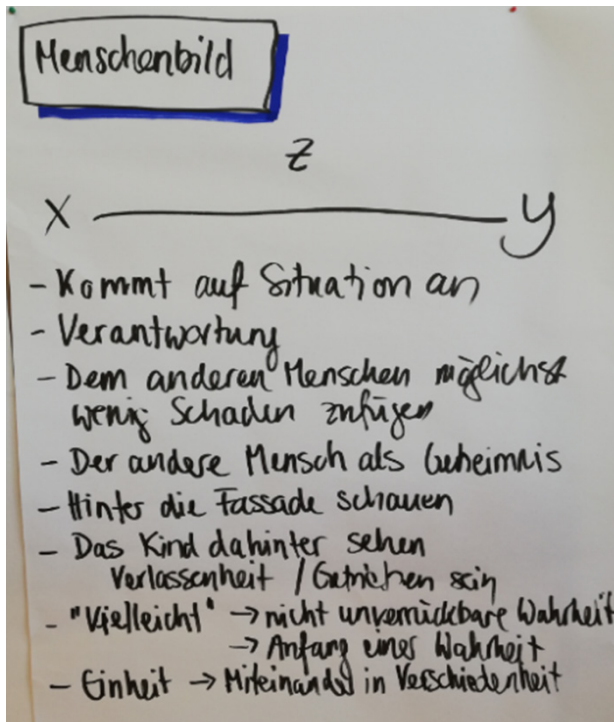 Menschenbild
z
x y
- Kommt auf Situation an
- Verantwortung
- Dem anderen Menschen möglichst
wenig Schaden zufügen
- Der andere Mensch als Geheimnis
- Hinter die Fassade schauen
- Das Kind dahinter sehen
Verlassenheit / Getrieben sein
- "Vielleicht" → nicht unverrückbare Wahrheit
→ Anfang einer Wahrheit
- Einheit → Miteinander in Verschiedenheit